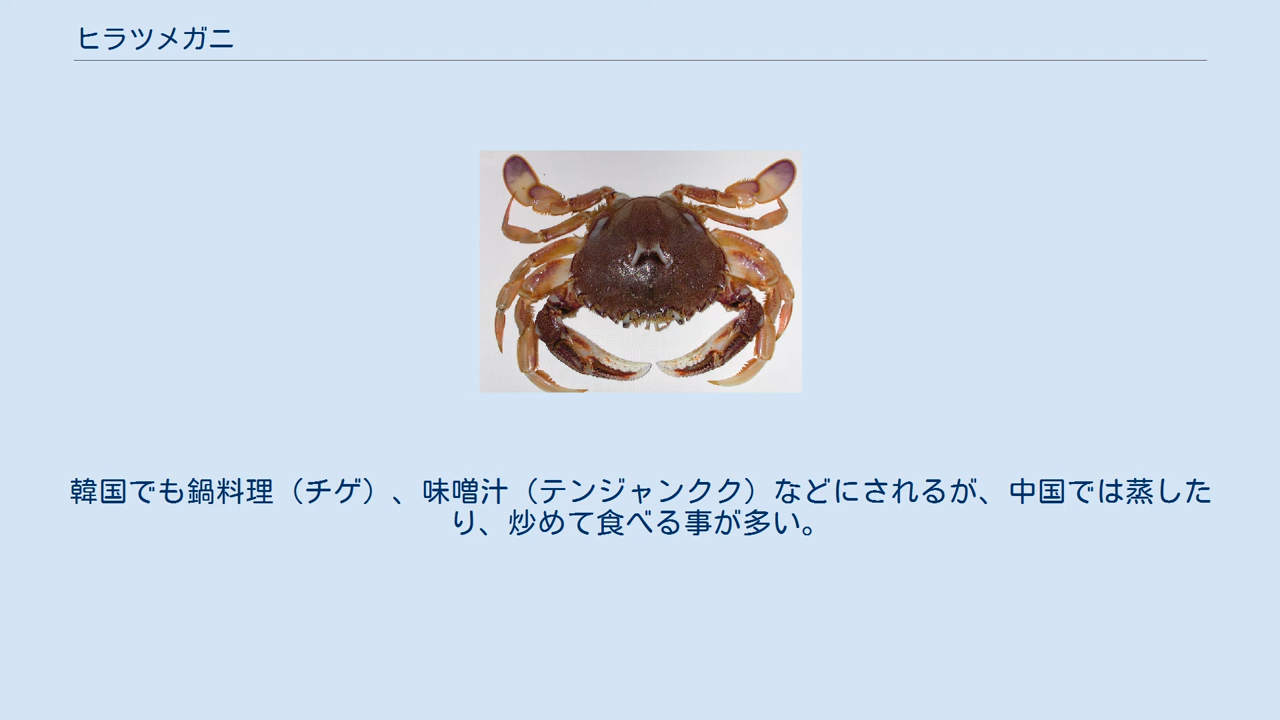 ヒラツメガニ
韓国でも鍋料理（チゲ）、味噌汁（テンジャンクク）などにされるが、中国では蒸した
り、炒めて食べる事が多い。